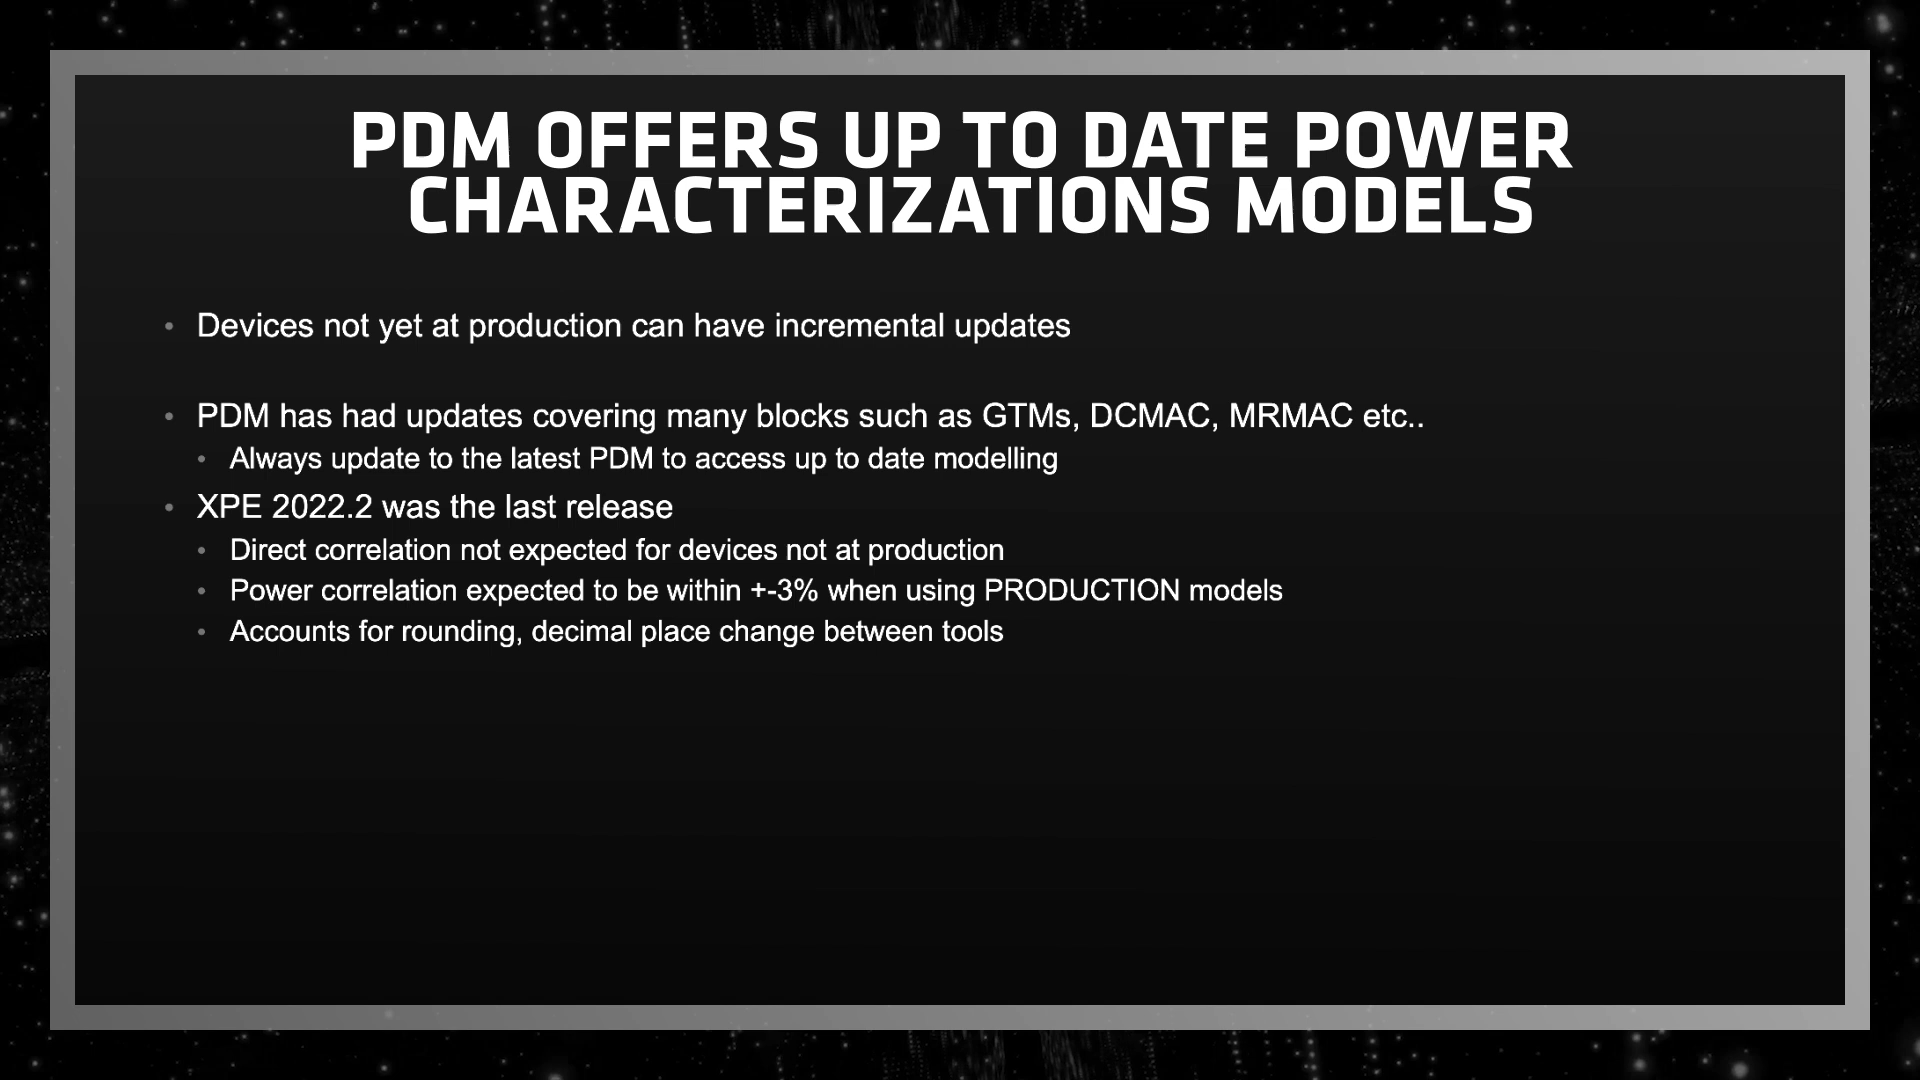 PDM OFFERS UP TO DATE POWER
CHARACTERIZATIONS MODELS
• Devices not yet at production can have incremental updates
• PDM has had updates covering many blocks such as GTMs, DCMAC, MRMAC etc..
• Always update to the latest PDM to access up to date modelling
• XPE 2022.2 was the last release
• Direct correlation not expected for devices not at production
• Power correlation expected to be within +-3% when using PRODUCTION models
• Accounts for rounding, decimal place change between tools